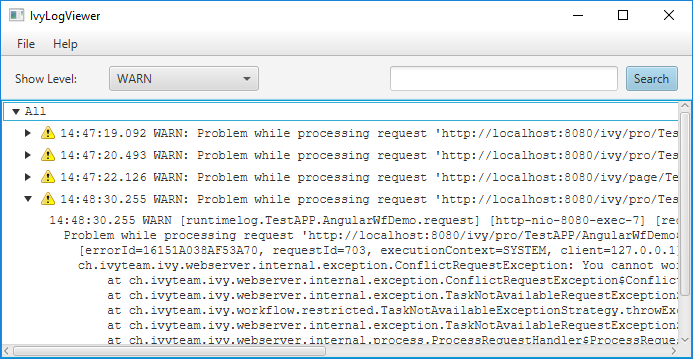 IvyLogViewer
File Help
Show Level: WARN Search
All
14:47:19.092 WARN: Problem while processing request 'http://localhost:8080/ivy/pro/Tes
14:47:20.493 WARN: Problem while processing request 'http://localhost:8080/ivy/pro/Tes
14:47:22.126 WARN: Problem while processing request 'http://localhost:8080/ivy/page/Te
14:48:30.255 WARN: Problem while processing request 'http://localhost:8080/ivy/pro/Tes
14:48:30.255 WARN [runtimelog.TestAPP.AngularWfDemo.request] [http-nio-8080-exec-7] [req
Problem while processing request 'http://localhost:8080/ivy/pro/TestAPP/AngularWfDemo
[errorId=16151A038AF53A70, requestId=703, executionContext=SYSTEM, client=127.0.0.1
ch.ivyteam.ivy.webserver.internal.exception.ConflictRequestException: You cannot wo
at ch.ivyteam.ivy.webserver.internal.exception.ConflictRequestException$Conflict
at ch.ivyteam.ivy.webserver.internal.exception.TaskNotAvailableRequestException
at ch.ivyteam.ivy.workflow.restricted.TaskNotAvailableExceptionStrategy.throwEx
at ch.ivyteam.ivy.webserver.internal.exception.TaskNotAvailableRequestException
at ch.ivyteam.ivy.webserver.internal.process.ProcessRequestHandler$ProcessReque